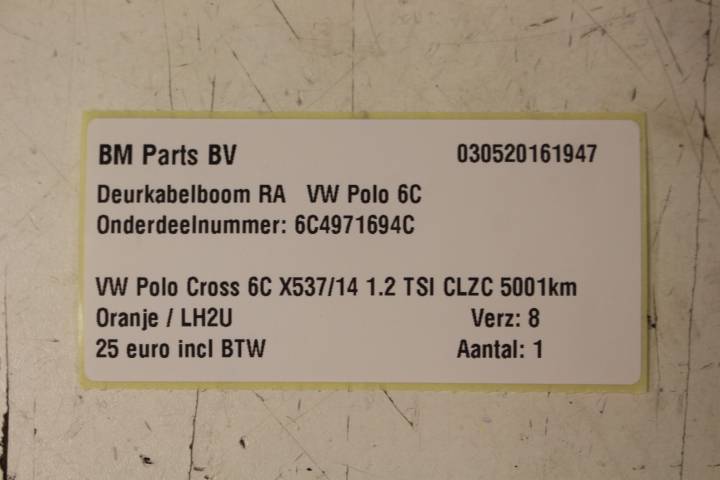 BM Parts BV 030520161947
Deurkabelboom RA VW Polo 6C
Onderdeelnummer: 6C4971694C
VW Polo Cross 6C X537/14 1.2 TSI CLZC 5001km
Oranje / LH2U Verz: 8
25 euro incl BTW Aantal: 1